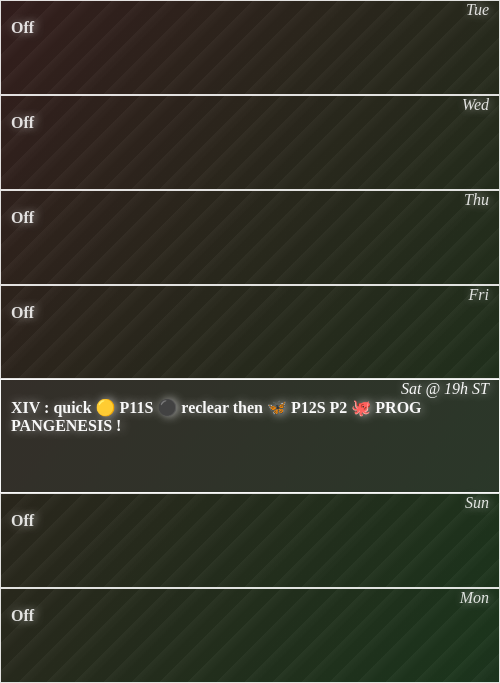 Tue
Off
Wed
Off
Thu
Off
Fri
Off
Sat @ 19h ST
XIV : quick 🟡 P11S ⚫ reclear then 🦋 P12S P2 🐙 PROG
PANGENESIS !
Sun
Off
Mon
Off